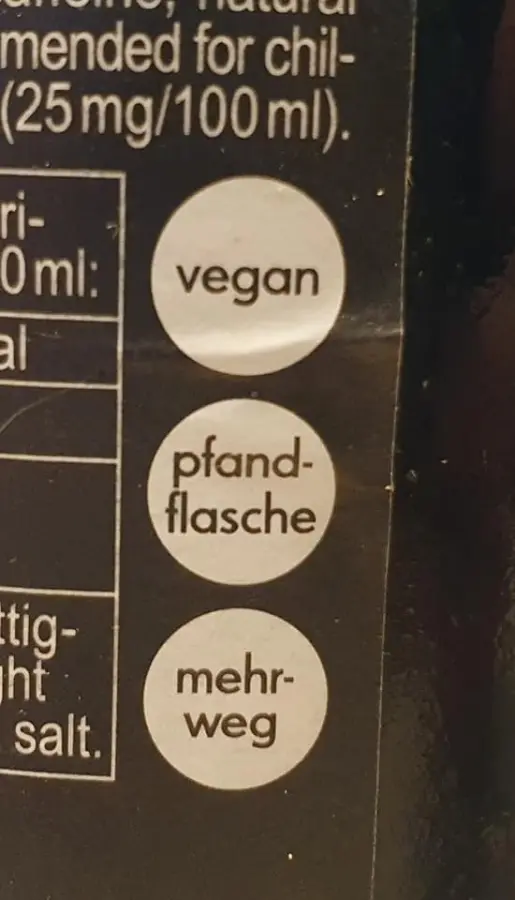 natural
mended for chil-
(25 mg/100 ml).
ri-
0 ml:
al
ttig-
ht
salt.
vegan
pfand-
flasche
mehr-
weg